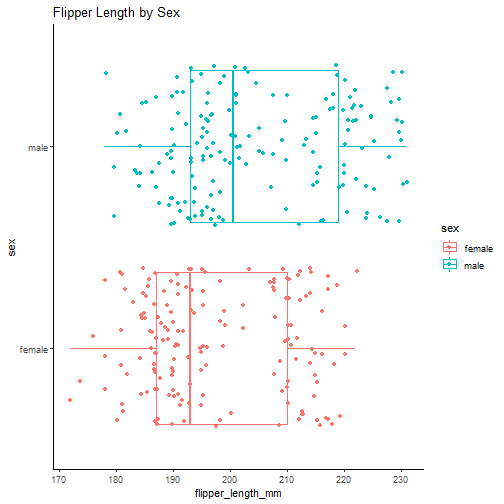 Flipper Length by Sex
male
female
sex
170
180
190
200
210
220
230
flipper_length_mm
sex
female
male